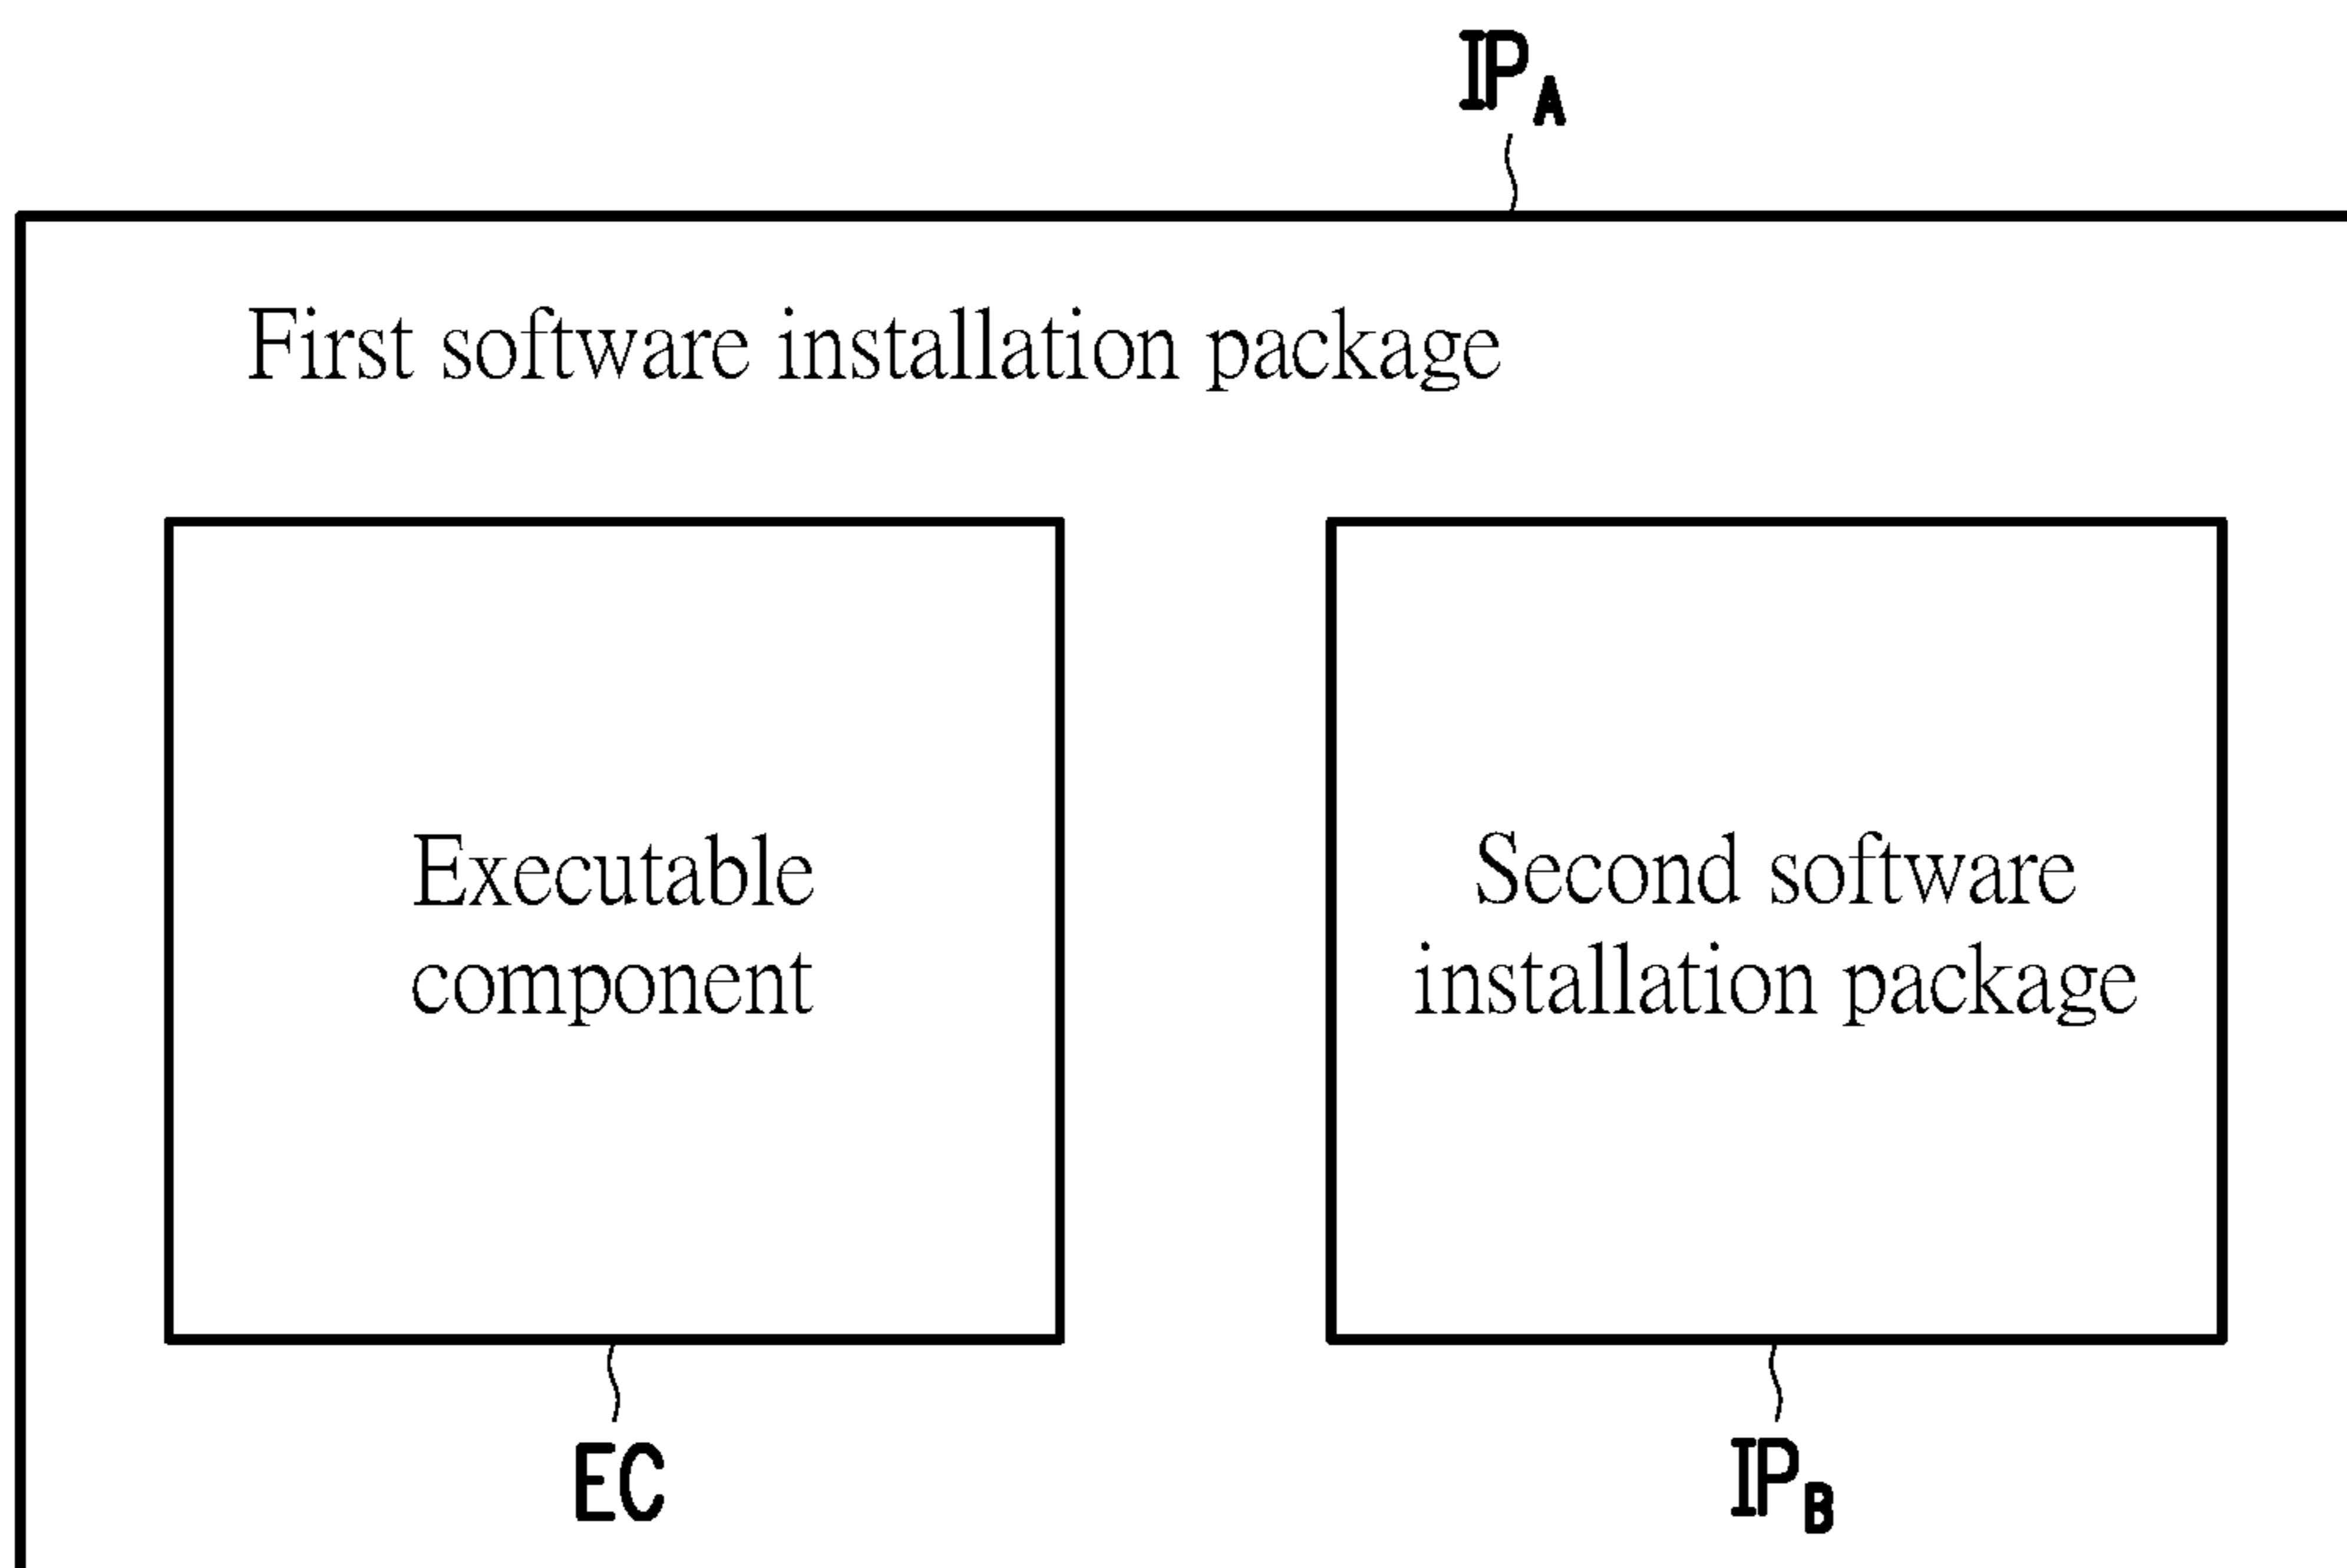 IPA
First software installation package
Executable
component
Second software
installation package
EC
IPB